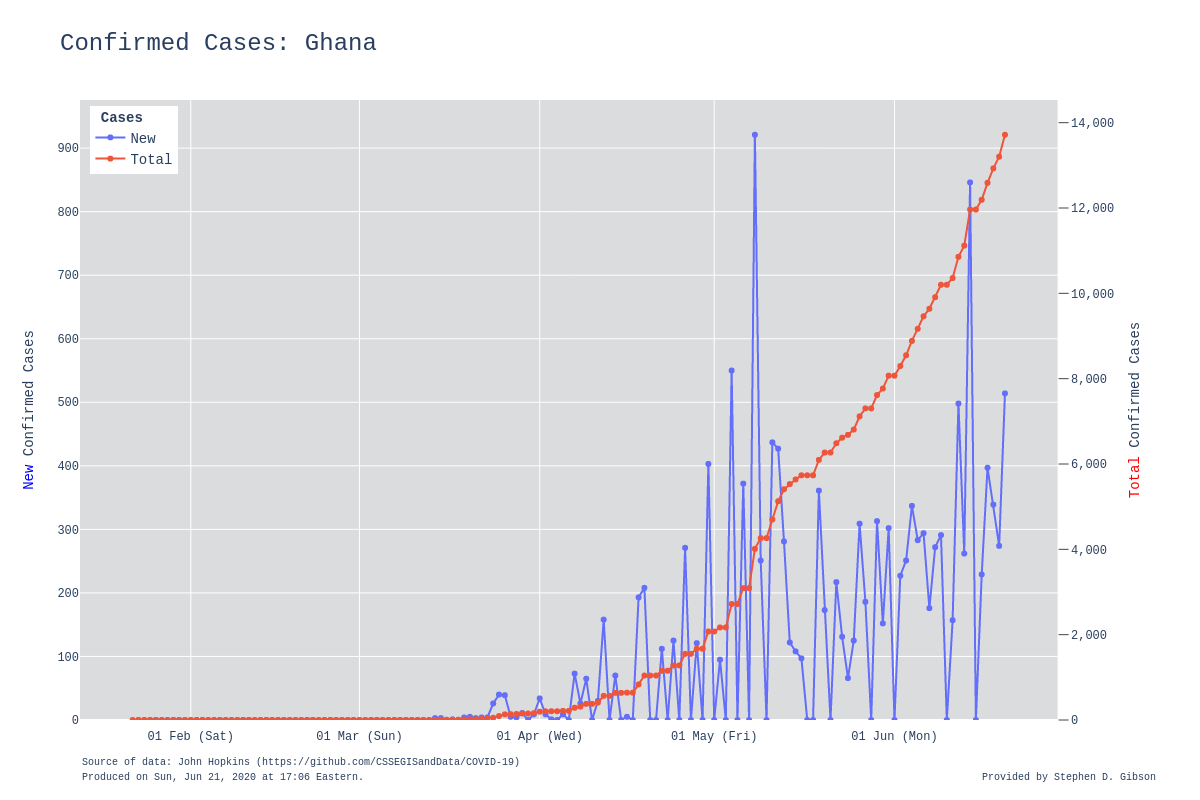 Confirmed Cases: Ghana
Cases
New
Total
900
800
700
600
500
400
300
200
100
0
14,000
12,000
10,000
8,000
6,000
4,000
2,000
0
New Confirmed Cases
Total Confirmed Cases
01 Feb (Sat)
01 Mar (Sun)
01 Apr (Wed)
01 May (Fri)
01 Jun (Mon)
Source of data: John Hopkins (https://github.com/CSSEGISandData/COVID-19)
Produced on Sun, Jun 21, 2020 at 17:06 Eastern.
Provided by Stephen D. Gibson